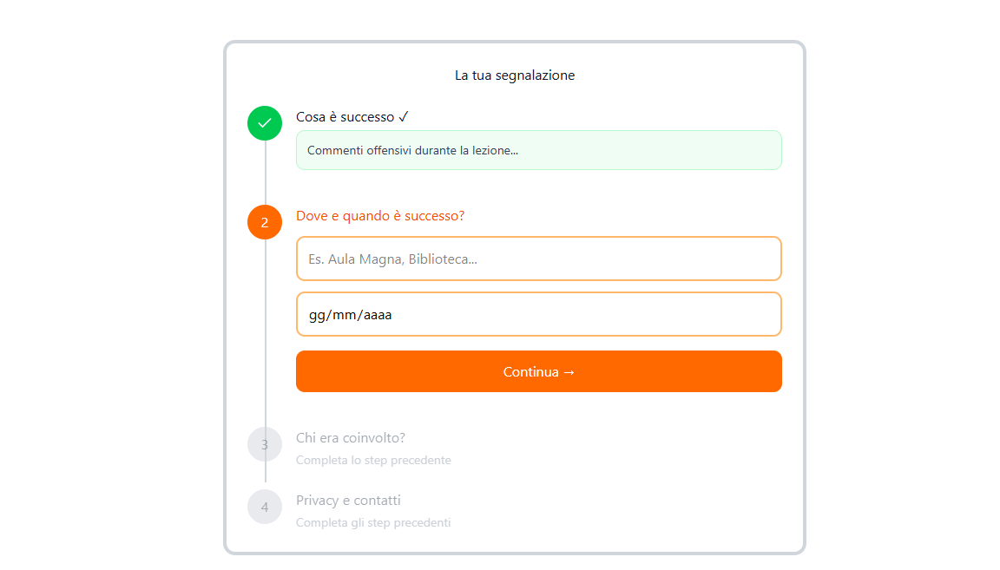 La tua segnalazione
Cosa è successo ✓
Commenti offensivi durante la lezione...
2
Dove e quando è successo?
Es. Aula Magna, Biblioteca...
gg/mm/aaaa
Continua →
3
Chi era coinvolto?
Completa lo step precedente
4
Privacy e contatti
Completa gli step precedenti